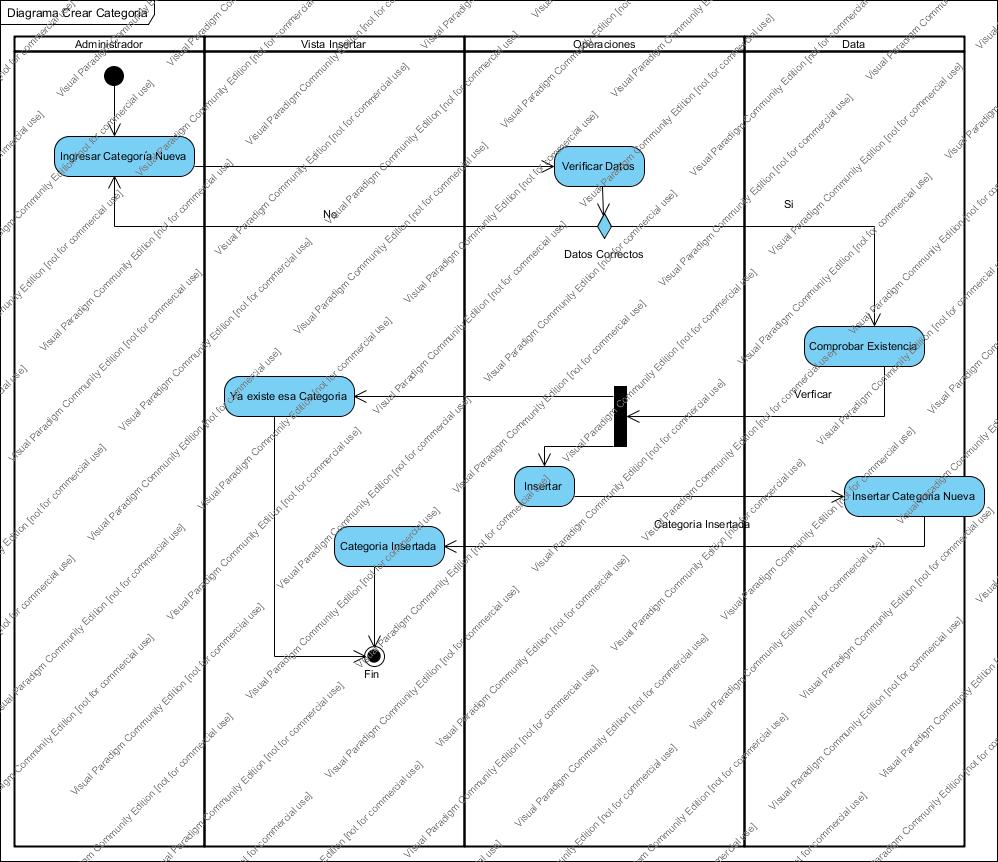 Diagrama Crear Categoria
Administrador
Vista Insertar
Operaciones
Data
Ingresar Categoría Nueva
Verificar Datos
No
Si
Datos Correctos
Comprobar Existencia
Ya existe esa Categoria
Verficar
Insertar
Insertar Categoria Nueva
Categoria Insertada
Categoria Insertada
Fin
Visual Paradigm Community Edition [not for commercial use]